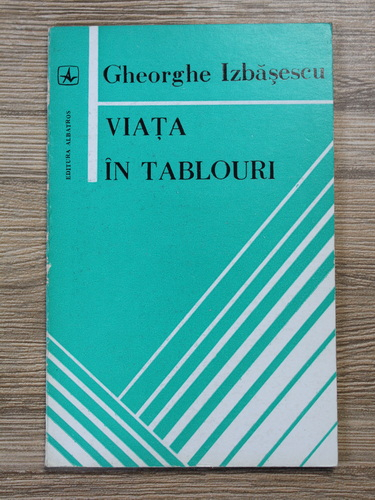 Gheorghe Izbășescu
VIAȚA
ÎN TABLOURI
EDITURA ALBATROS